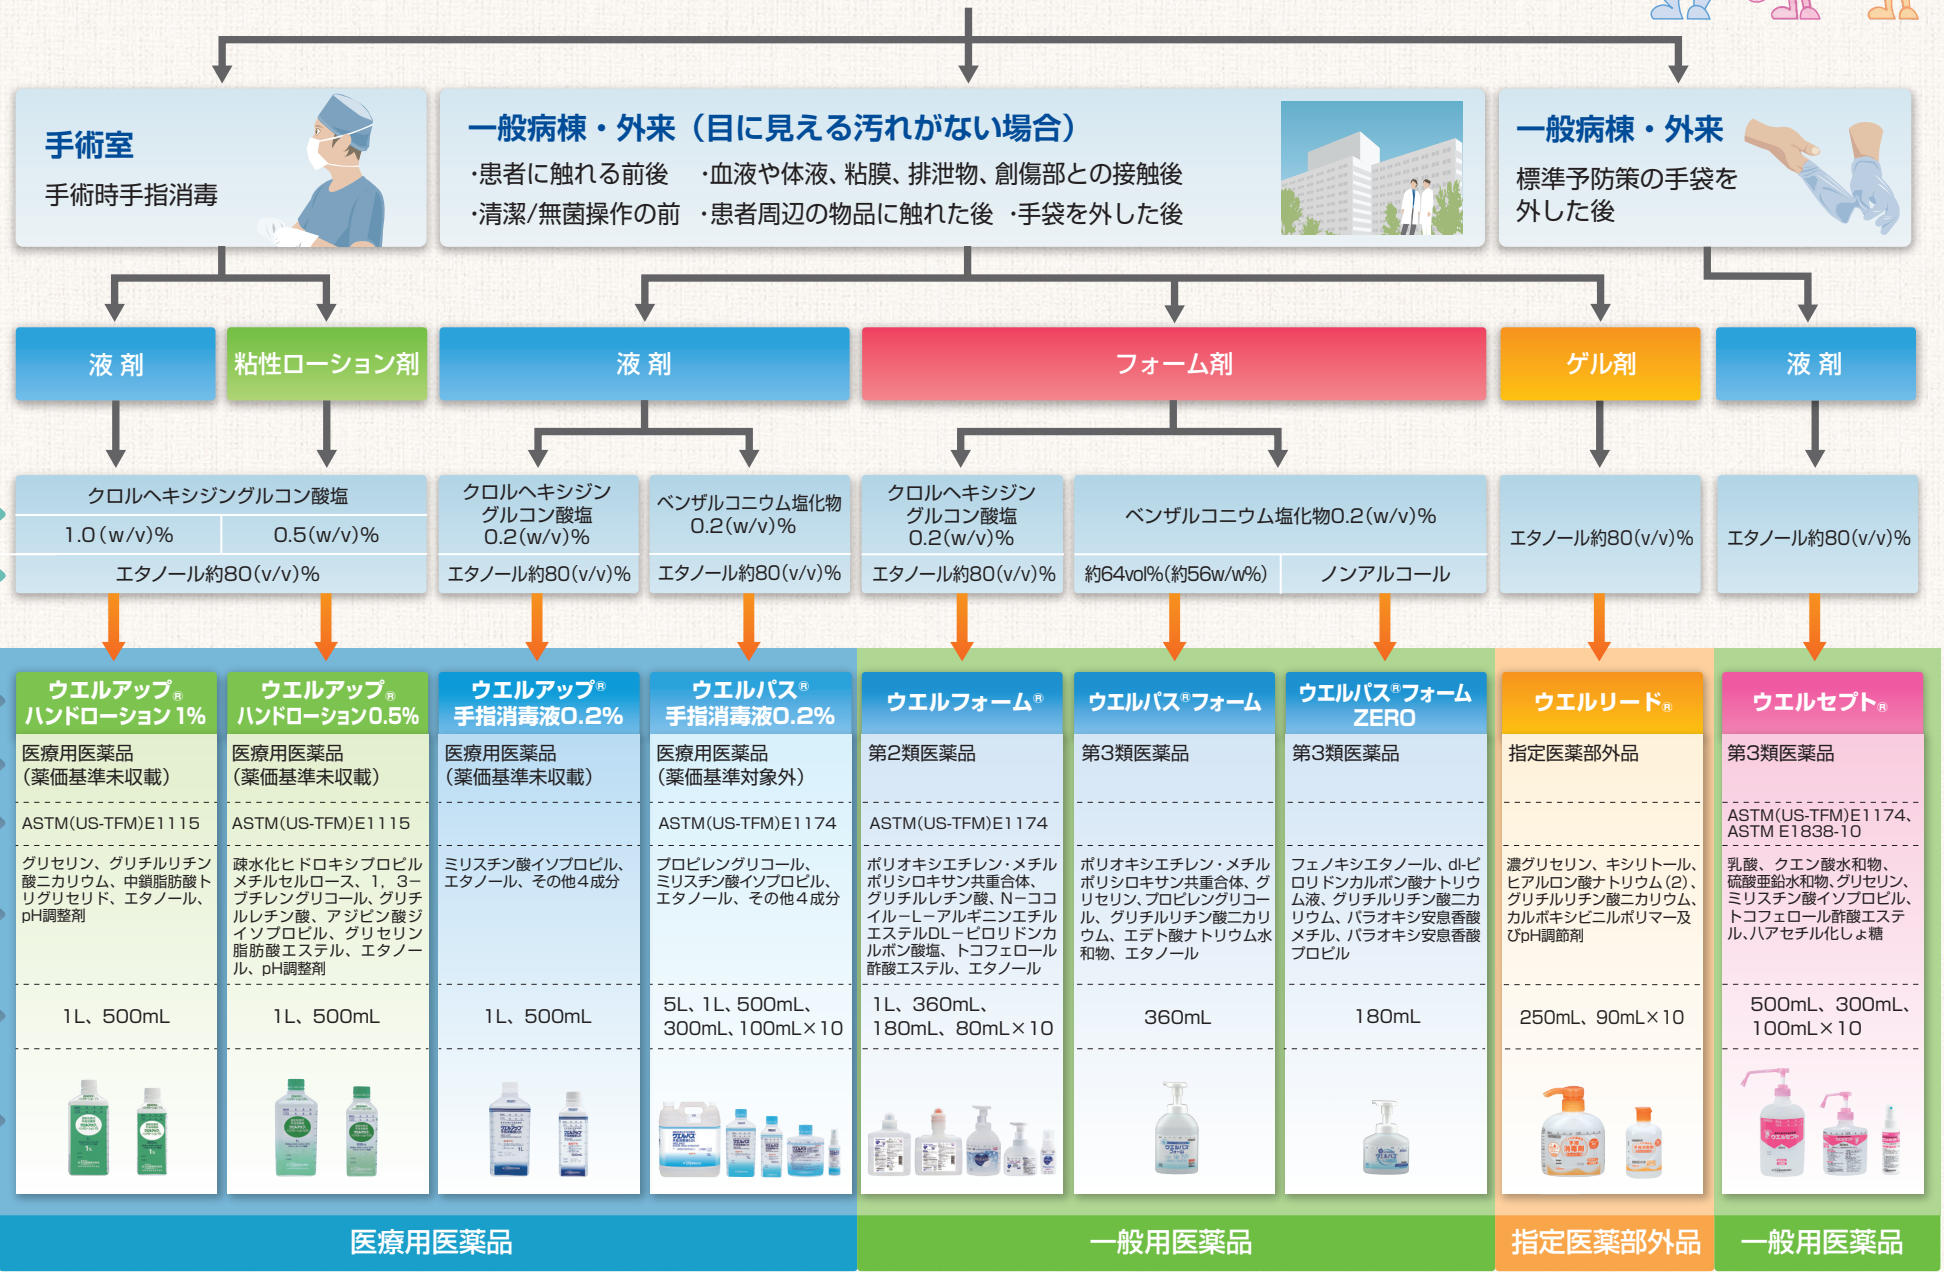 手術室
手術時手指消毒
一般病棟・外来（目に見える汚れがない場合）
・患者に触れる前後　・血液や体液、粘膜、排泄物、創傷部との接触後
・清潔/無菌操作の前　・患者周辺の物品に触れた後　・手袋を外した後
一般病棟・外来
標準予防策の手袋を
外した後
液 剤
粘性ローション剤
液 剤
フォーム剤
ゲル剤
液 剤
クロルヘキシジングルコン酸塩
1.0(w/v)%
0.5(w/v)%
エタノール約80(v/v)%
クロルヘキシジン
グルコン酸塩
0.2(w/v)%
エタノール約80(v/v)%
ベンザルコニウム塩化物
0.2(w/v)%
エタノール約80(v/v)%
クロルヘキシジン
グルコン酸塩
0.2(w/v)%
エタノール約80(v/v)%
ベンザルコニウム塩化物0.2(w/v)%
約64vol%(約56w/w%)
ノンアルコール
エタノール約80(v/v)%
エタノール約80(v/v)%
ウエルアップ®
ハンドローション1%
医療用医薬品
（薬価基準未収載）
ASTM(US-TFM)E1115
グリセリン、グリチルリチン
酸ニカリウム、中鎖脂肪酸ト
リグリセリド、エタノール、
pH調整剤
1L、500mL
ウエルアップ®
ハンドローション0.5%
医療用医薬品
（薬価基準未収載）
ASTM(US-TFM)E1115
疎水化ヒドロキシプロピル
メチルセルロース、1，3－
ブチレングリコール、グリチ
ルレチン酸、アジピン酸ジ
イソプロピル、グリセリン
脂肪酸エステル、エタノー
ル、pH調整剤
1L、500mL
ウエルアップ®
手指消毒液0.2%
医療用医薬品
（薬価基準未収載）
ミリスチン酸イソプロピル、
エタノール、その他4成分
1L、500mL
ウエルパス®
手指消毒液0.2%
医療用医薬品
（薬価基準対象外）
ASTM(US-TFM)E1174
プロピレングリコール、
ミリスチン酸イソプロピル、
エタノール、その他4成分
5L、1L、500mL、
300mL、100mL×10
ウエルフォーム®
第2類医薬品
ASTM(US-TFM)E1174
ポリオキシエチレン・メチル
ポリシロキサン共重合体、
グリチルレチン酸、N－ココ
イル－L－アルギニンエチル
エステルDL－ピロリドンカ
ルボン酸塩、トコフェロール
酢酸エステル、エタノール
1L、360mL、
180mL、80mL×10
ウエルパス®フォーム
第3類医薬品
ポリオキシエチレン・メチル
ポリシロキサン共重合体、グ
リセリン、プロピレングリコー
ル、グリチルリチン酸ニカリ
ウム、エデト酸ナトリウム水
和物、エタノール
360mL
ウエルパス®フォーム
ZERO
第3類医薬品
フェノキシエタノール、dl-ピ
ロリドンカルボン酸ナトリウ
ム液、グリチルリチン酸ニカ
リウム、パラオキシ安息香酸
メチル、パラオキシ安息香酸
プロピル
180mL
ウエルリード®
指定医薬部外品
濃グリセリン、キシリトール、
ヒアルロン酸ナトリウム(2)、
グリチルリチン酸ニカリウム、
カルボキシビニルポリマー及
びpH調節剤
250mL、90mL×10
ウエルセプト®
第3類医薬品
ASTM(US-TFM)E1174、
ASTM E1838-10
乳酸、クエン酸水和物、
硫酸亜鉛水和物、グリセリン、
ミリスチン酸イソプロピル、
トコフェロール酢酸エステ
ル、八アセチル化しょ糖
500mL、300mL、
100mL×10
医療用医薬品
一般用医薬品
指定医薬部外品
一般用医薬品